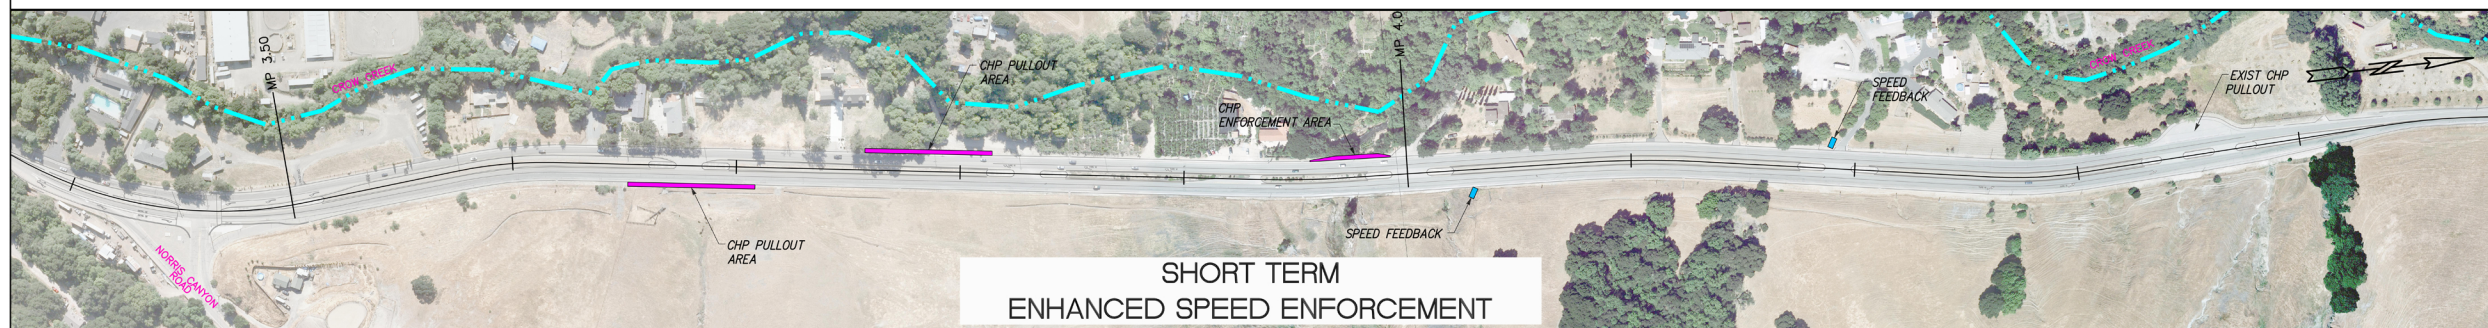 MP 3.50
CROW CREEK
CHP PULLOUT
AREA
CHP
ENFORCEMENT AREA
MP 4.0
SPEED
FEEDBACK
CROW CREEK
EXIST CHP
PULLOUT
NORRIS CANYON
ROAD
CHP PULLOUT
AREA
SPEED FEEDBACK
SHORT TERM
ENHANCED SPEED ENFORCEMENT